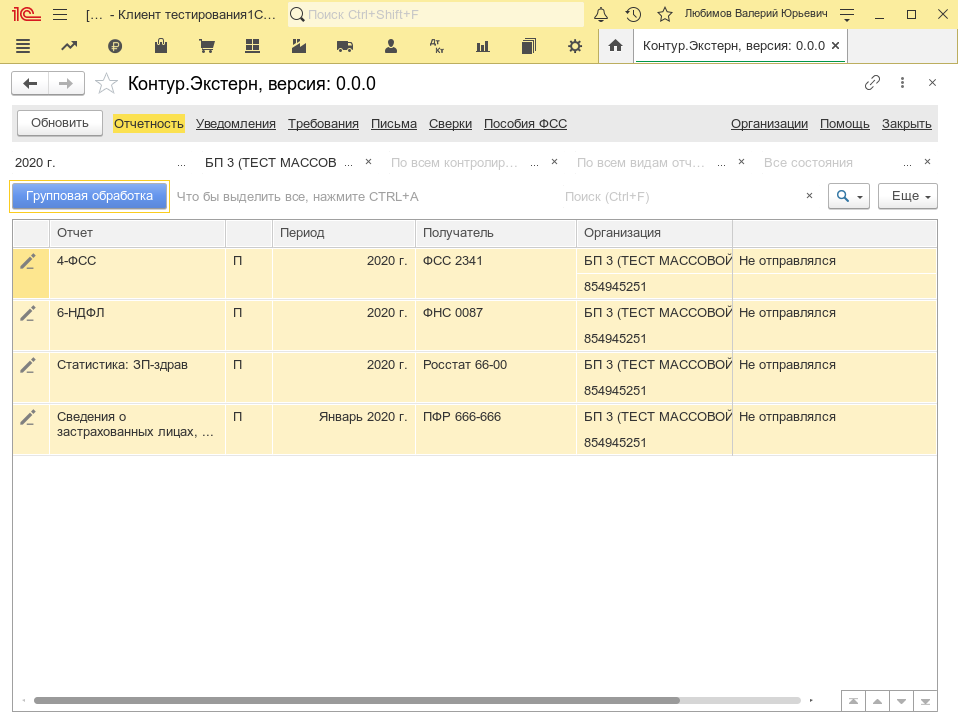 1С [... - Клиент тестирования1С... Поиск Ctrl+Shift+F Любимов Валерий Юрьевич
Дт Кт Контур.Экстерн, версия: 0.0.0 ×
Контур.Экстерн, версия: 0.0.0
Обновить Отчетность Уведомления Требования Письма Сверки Пособия ФСС Организации Помощь Закрыть
2020 г. ... БП 3 (ТЕСТ МАССОВ ... × По всем контролир... ... × По всем видам отч... ... × Все состояния ... ×
Групповая обработка Что бы выделить все, нажмите CTRL+A Поиск (Ctrl+F) × Еще
Отчет Период Получатель Организация
4-ФСС П 2020 г. ФСС 2341 БП 3 (ТЕСТ МАССОВОЙ Не отправлялся
854945251
6-НДФЛ П 2020 г. ФНС 0087 БП 3 (ТЕСТ МАССОВОЙ Не отправлялся
854945251
Статистика: ЗП-здрав П 2020 г. Росстат 66-00 БП 3 (ТЕСТ МАССОВОЙ Не отправлялся
854945251
Сведения о П Январь 2020 г. ПФР 666-666 БП 3 (ТЕСТ МАССОВОЙ Не отправлялся
застрахованных лицах, ...
854945251